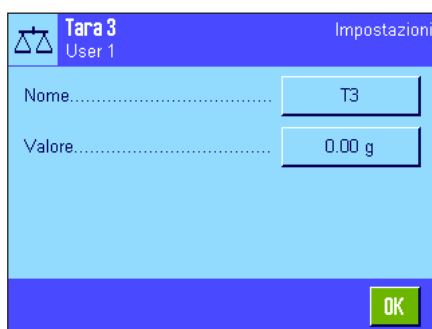 Tara 3
Impostazioni
User 1
Nome.................................... T3
Valore................................... 0.00 g
OK